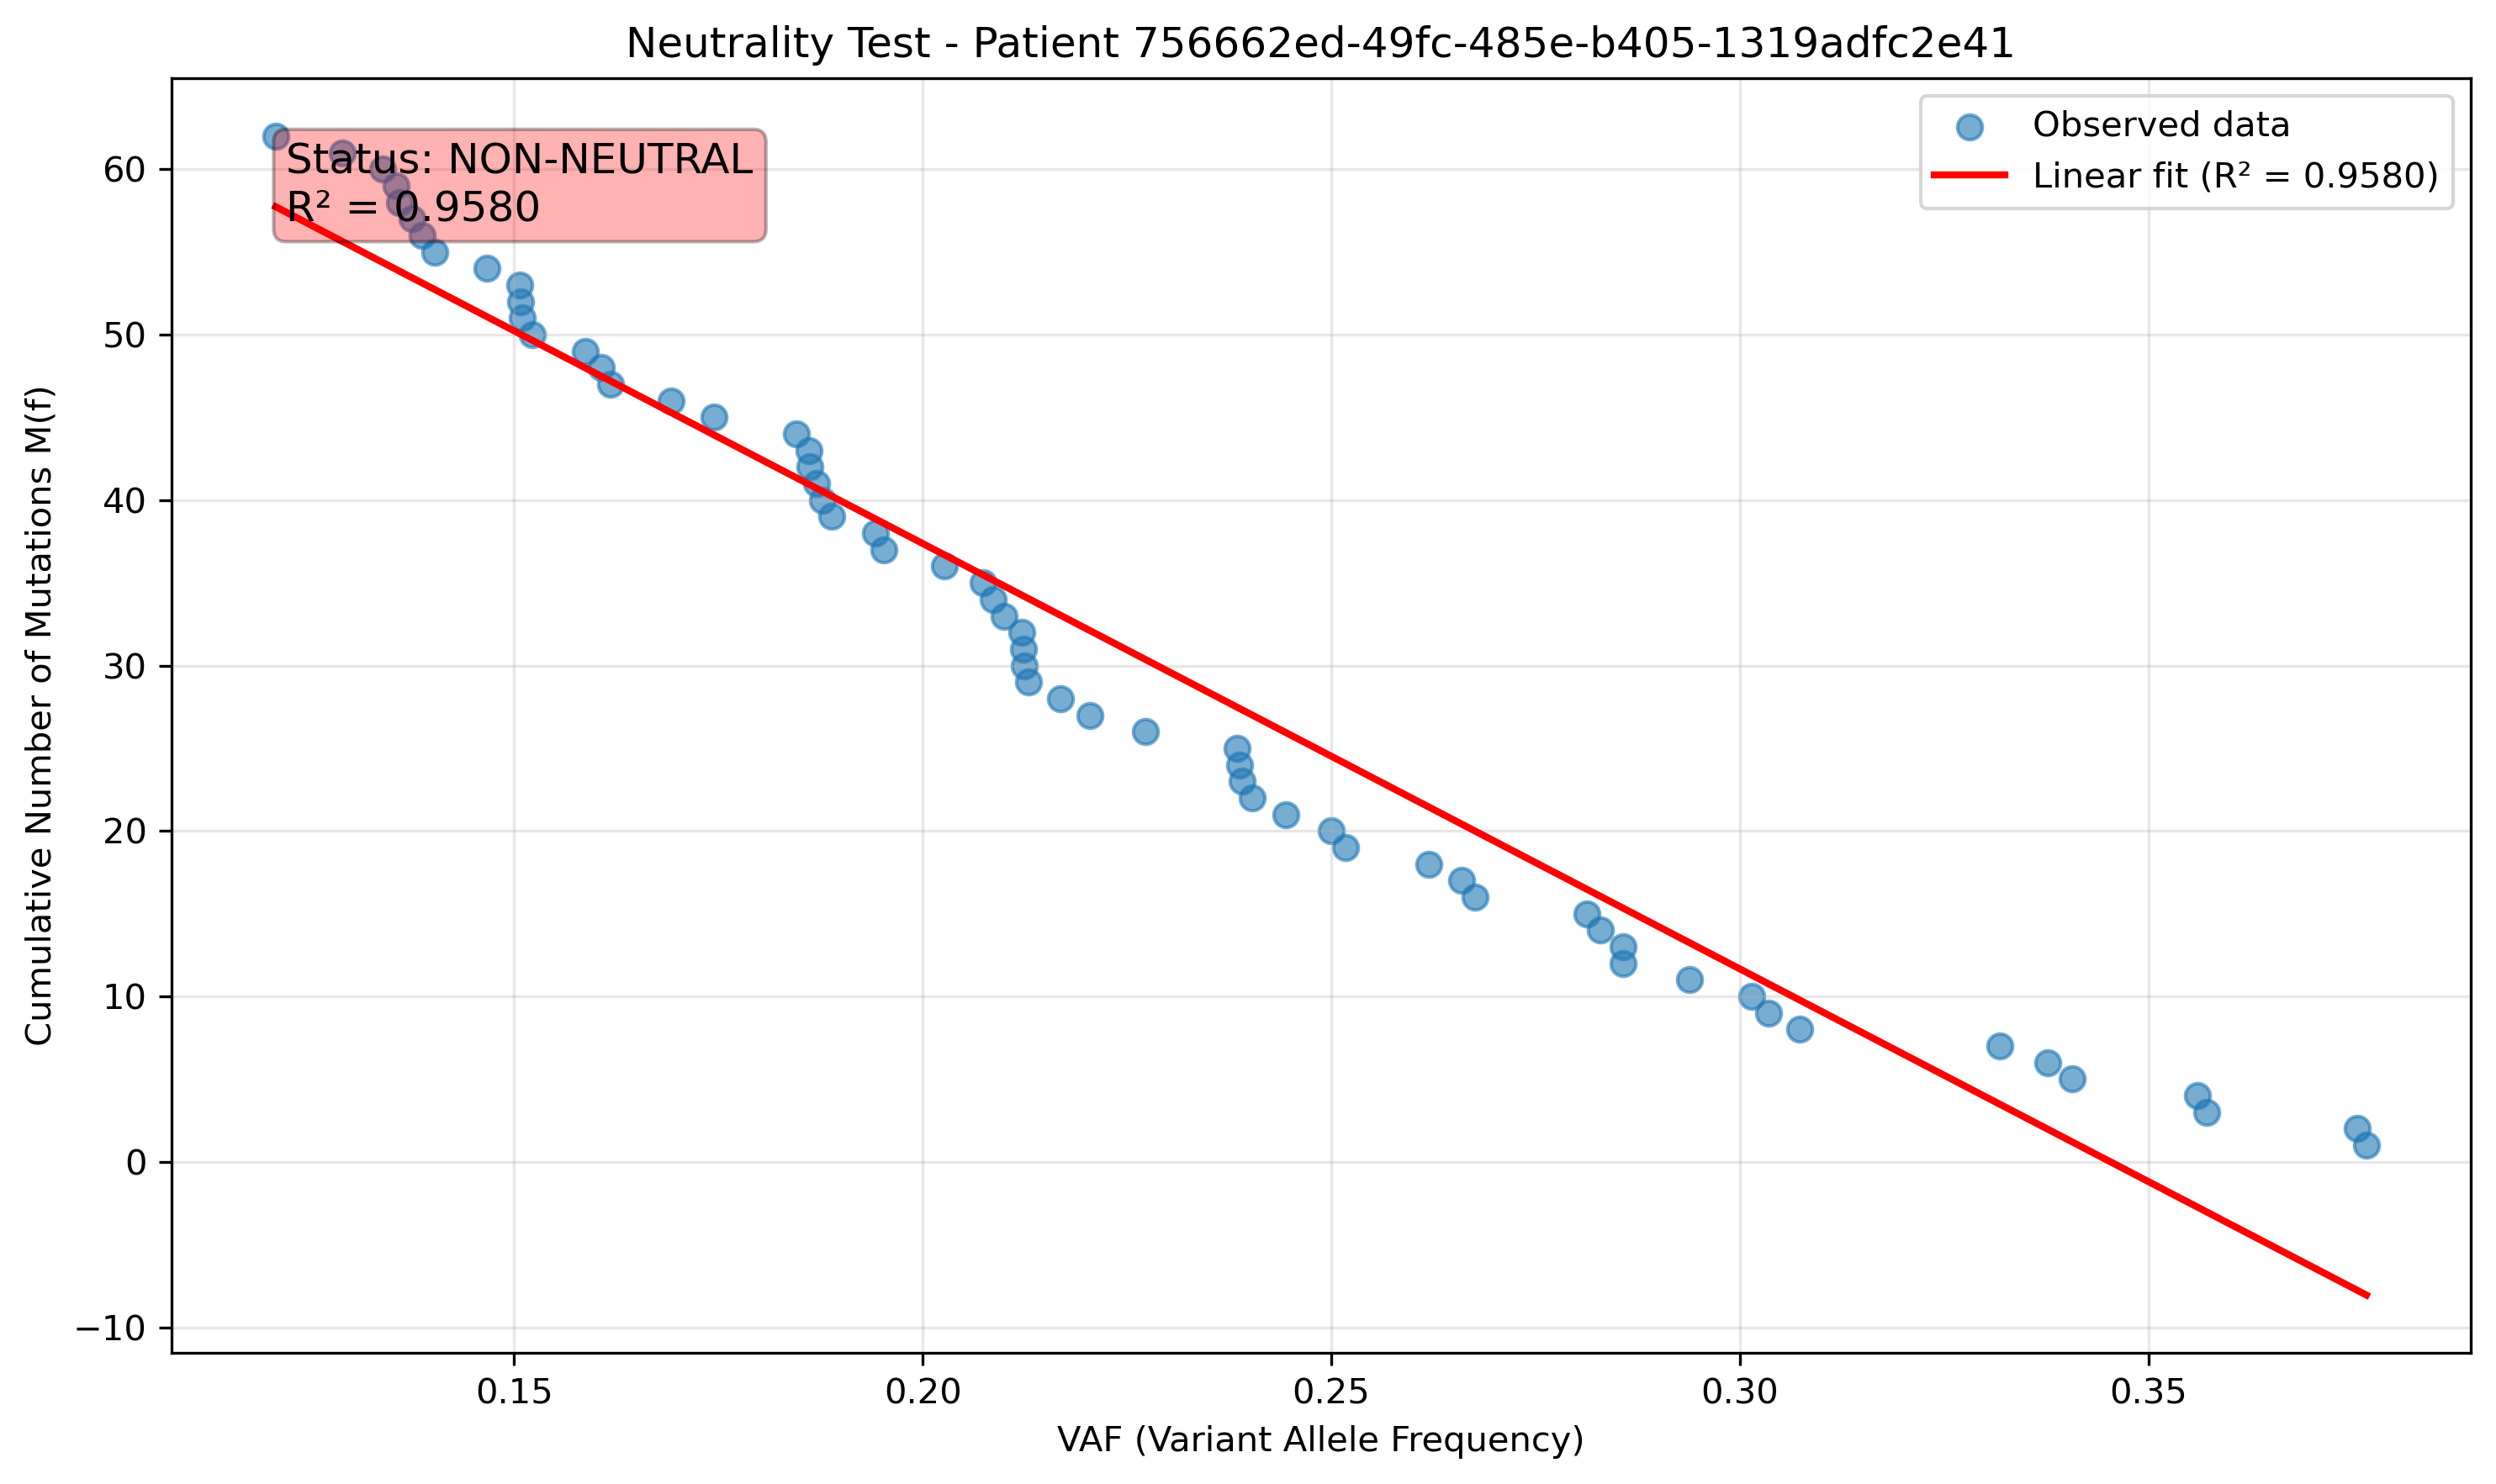 Neutrality Test - Patient 756662ed-49fc-485e-b405-1319adfc2e41
Status: NON-NEUTRAL
R² = 0.9580
Observed data
Linear fit (R² = 0.9580)
Cumulative Number of Mutations M(f)
60
50
40
30
20
10
0
−10
0.15
0.20
0.25
0.30
0.35
VAF (Variant Allele Frequency)